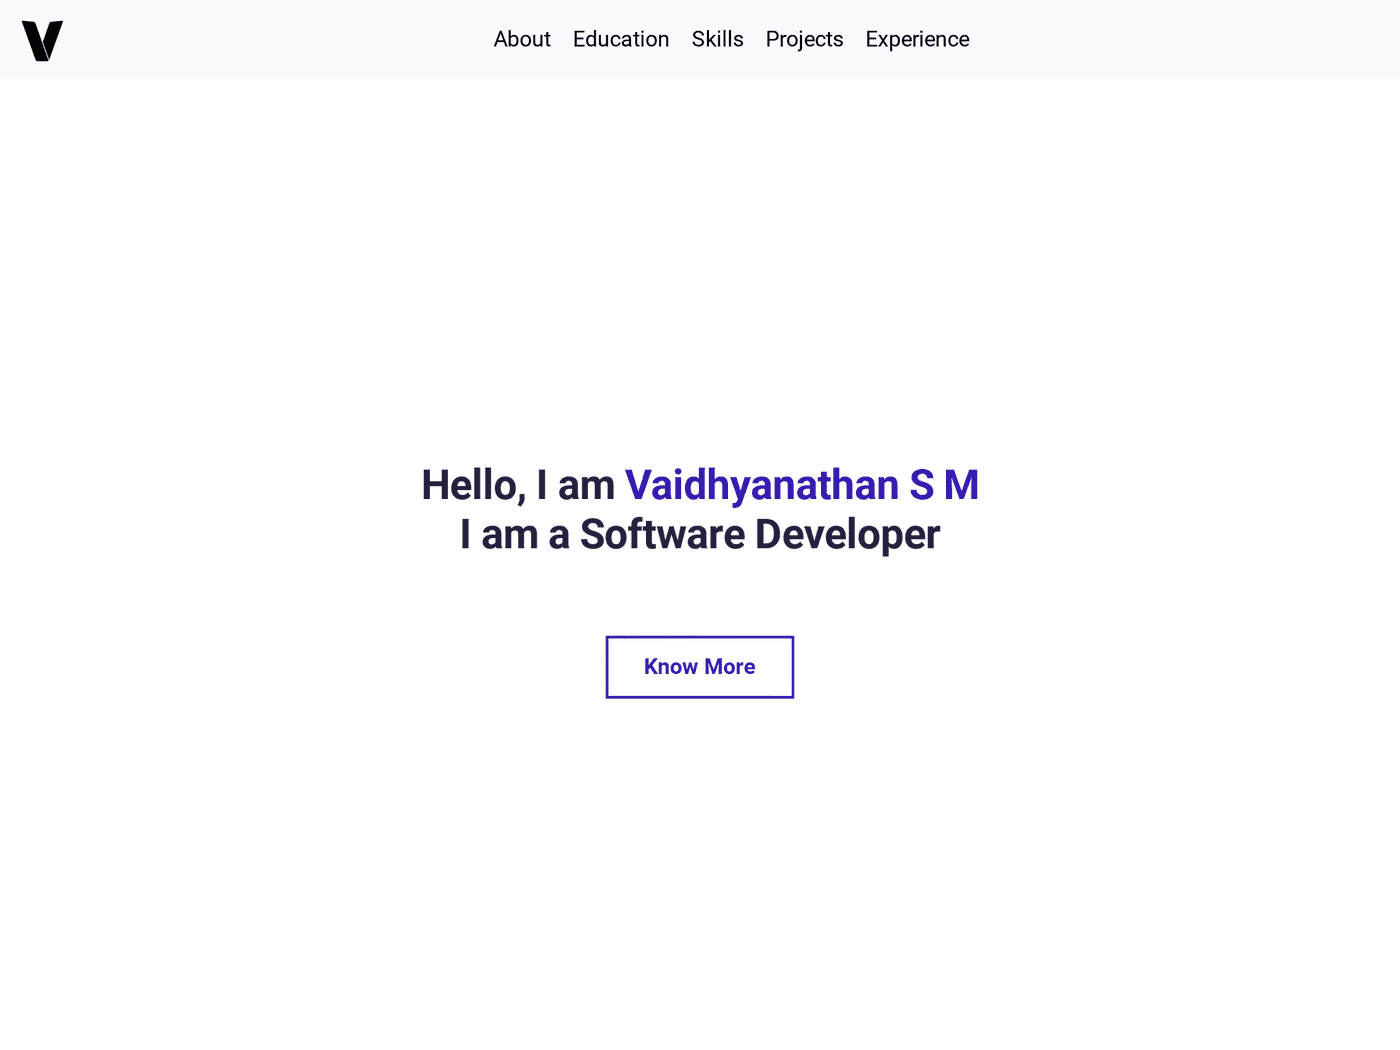 V
About Education Skills Projects Experience
Hello, I am Vaidhyanathan S M
I am a Software Developer
Know More